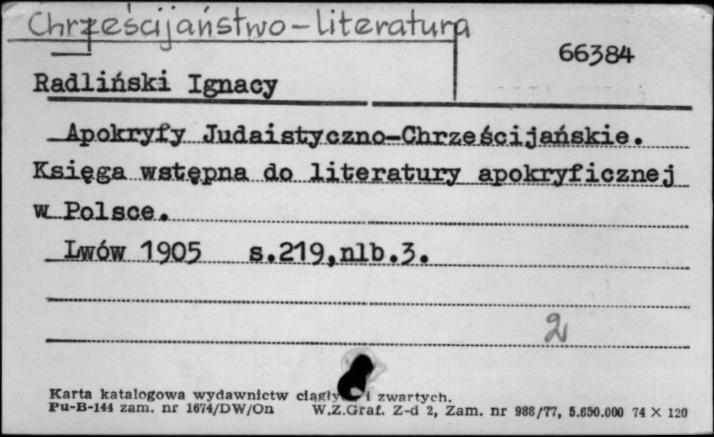 Chrześcijaństwo-literatura
66384
Radliński Ignacy
Apokryfy Judaistyczno-Chrześcijańskie.
Księga wstępna do literatury apokryficznej
w Polsce.
Lwów 1905 s.219,nlb.3.
2
Karta katalogowa wydawnictw ciągłych i zwartych.
Pu-B-144 zam. nr 1674/DW/On W.Z.Graf. Z-d 2, Zam. nr 988/77, 5.650.000 74 X 120